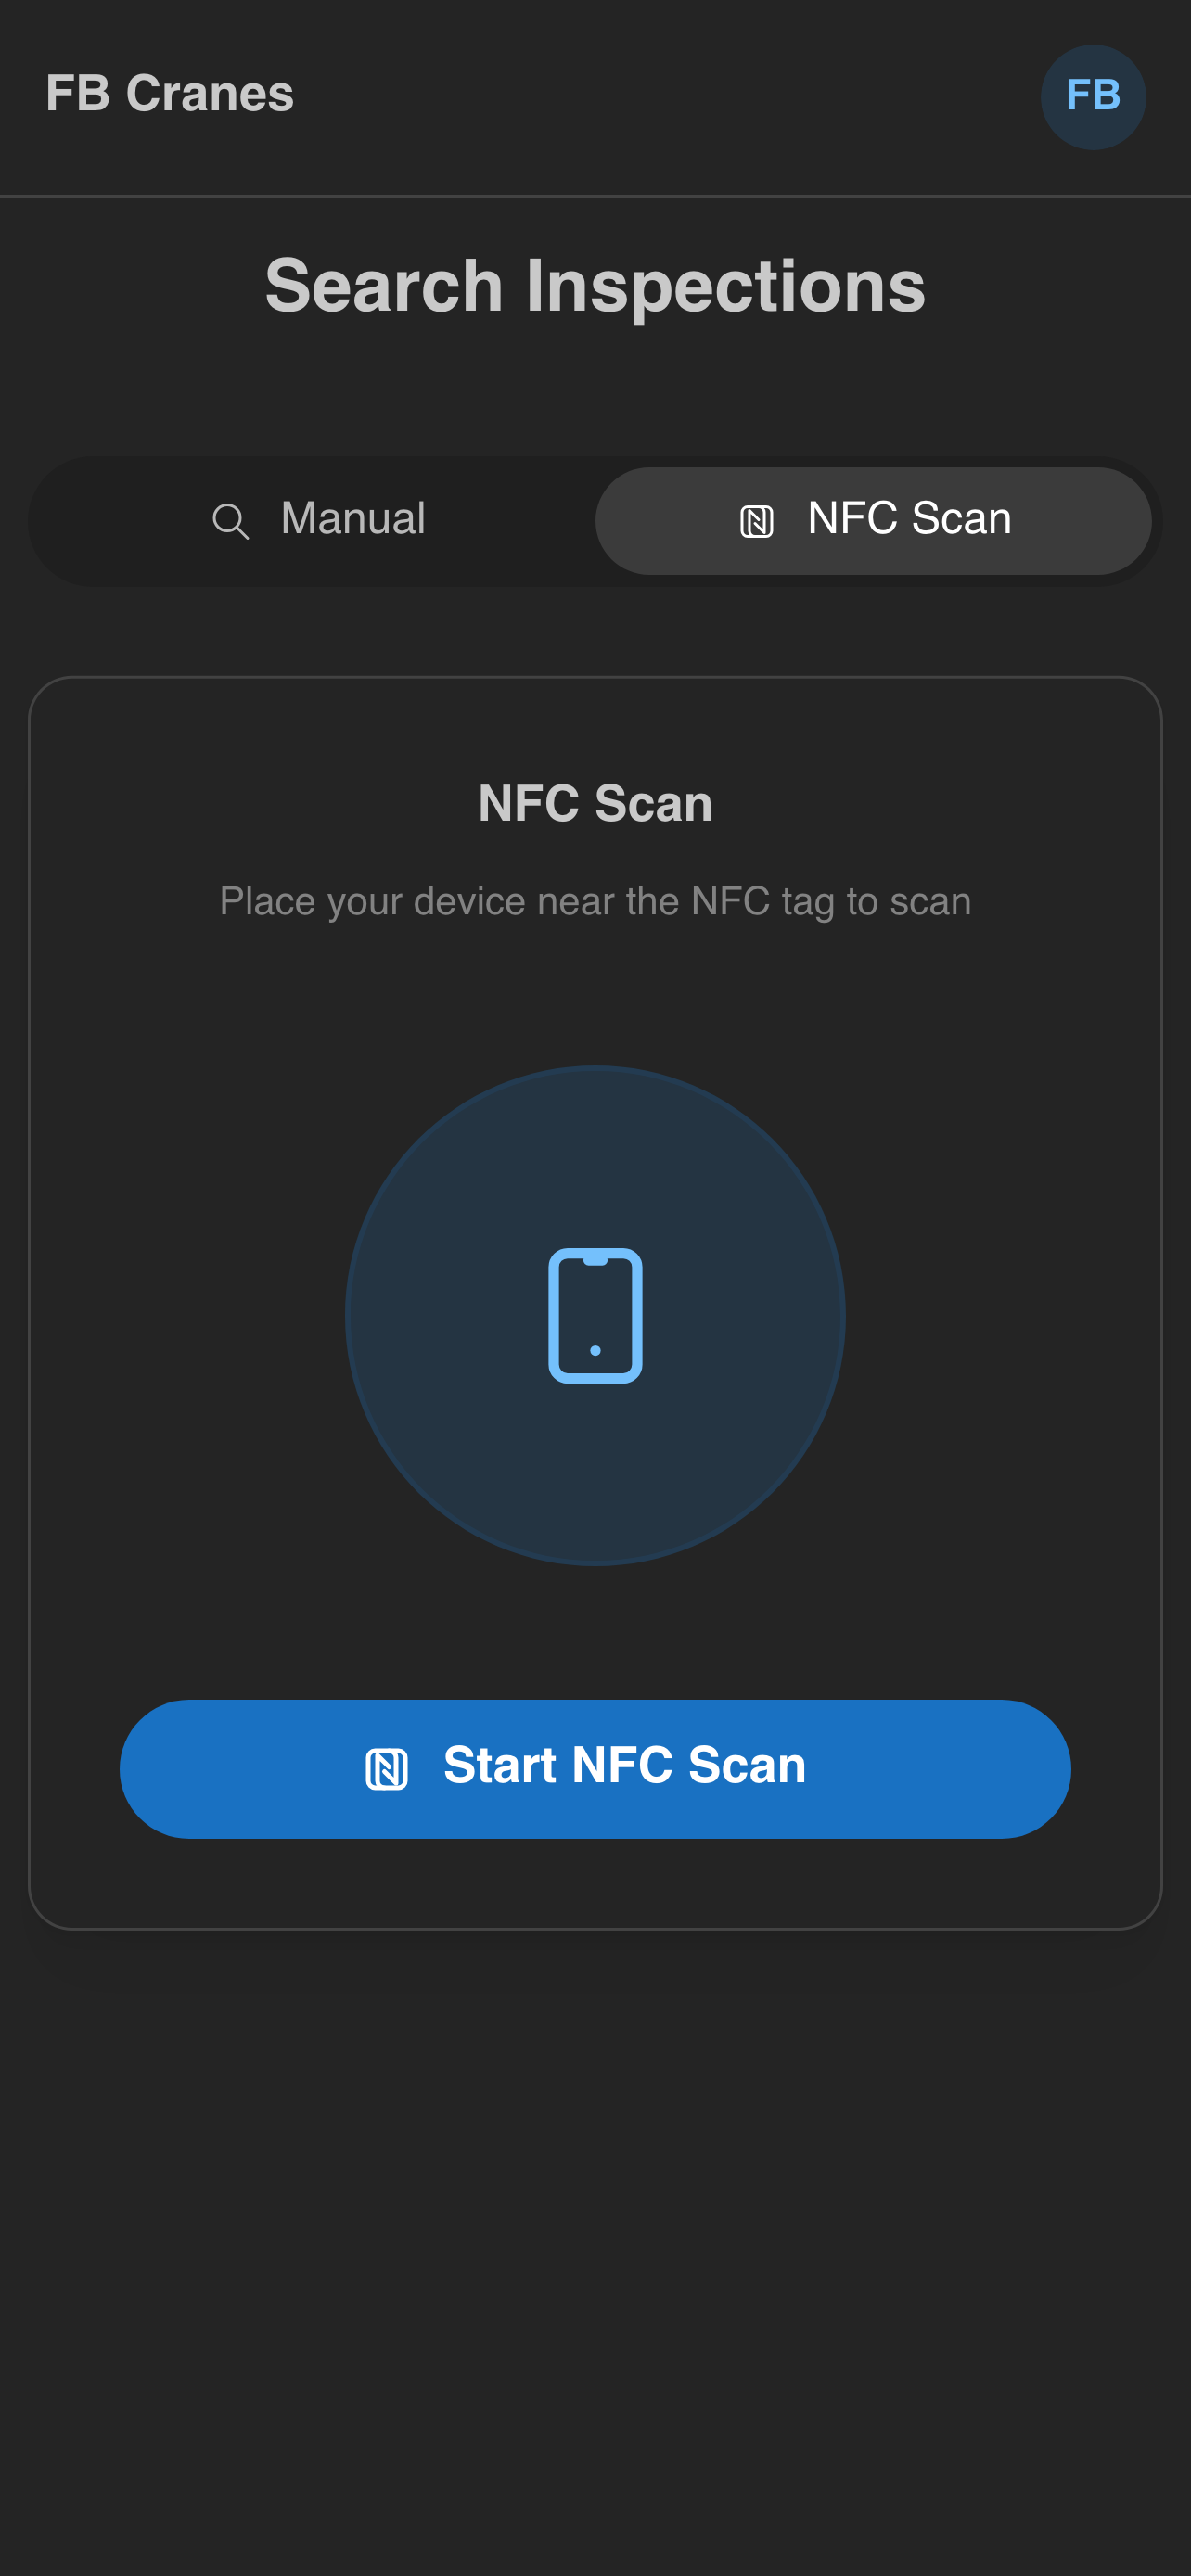 FB Cranes
FB
Search Inspections
Manual
NFC Scan
NFC Scan
Place your device near the NFC tag to scan
Start NFC Scan